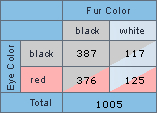 Fur Color
black white
Eye Color
black 387 117
red 376 125
Total 1005